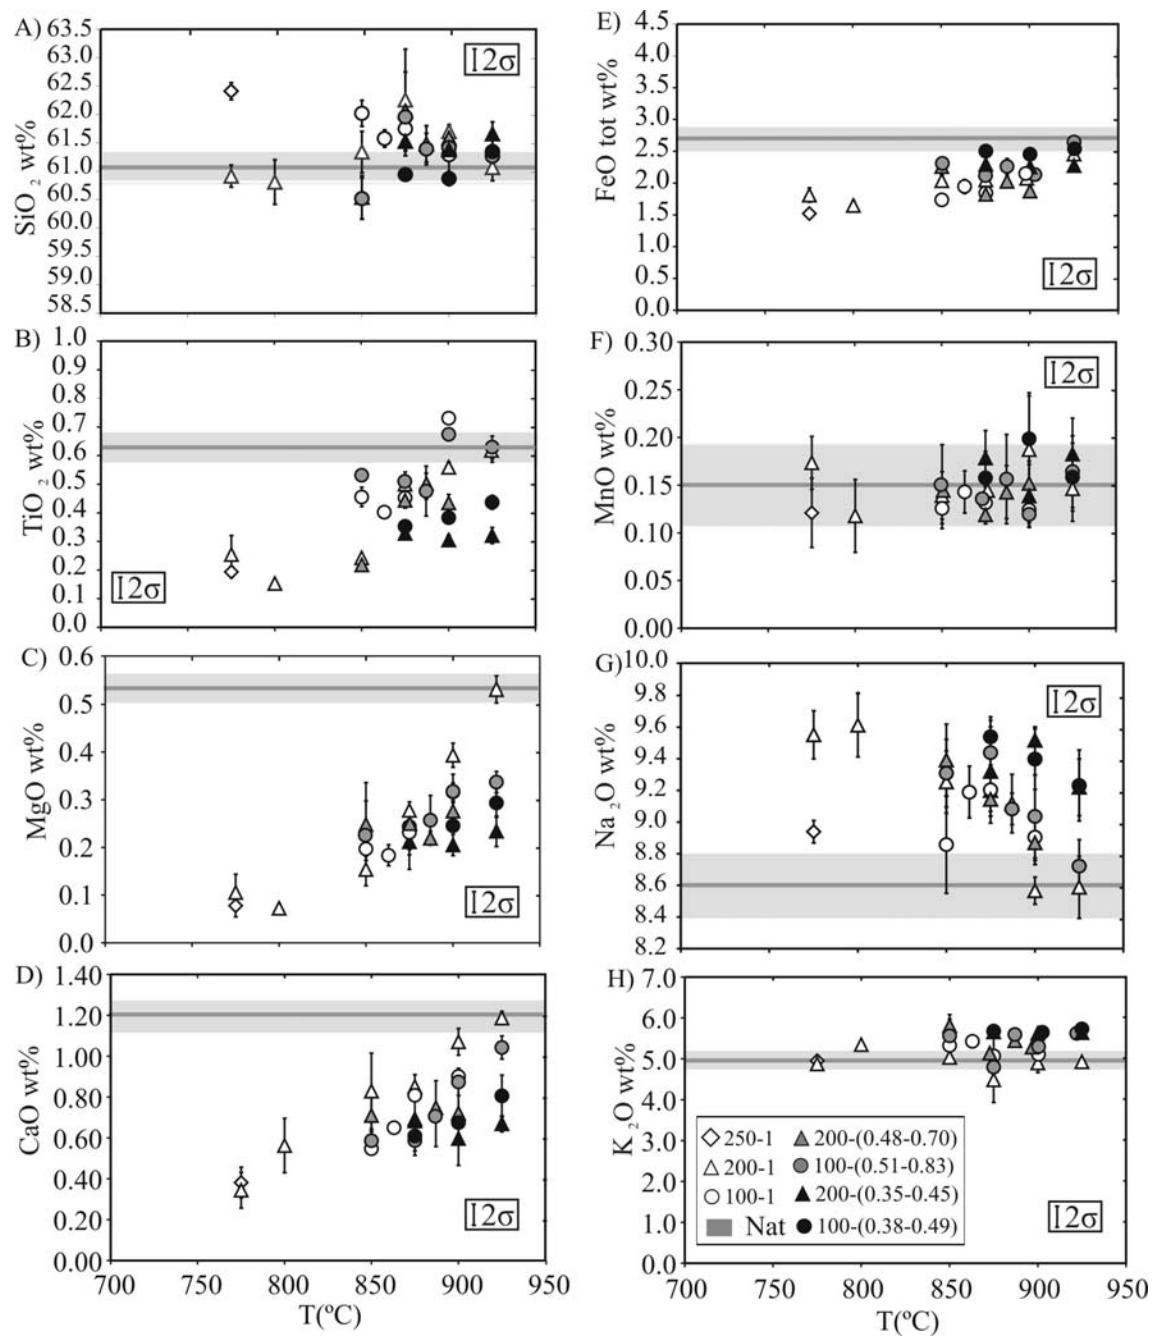 A)
63.5
63.0
62.5
62.0
61.5
61.0
60.5
60.0
59.5
59.0
58.5
SiO2 wt%
I2σ
B)
1.0
0.9
0.8
0.7
0.6
0.5
0.4
0.3
0.2
0.1
0.0
TiO2 wt%
I2σ
C)
0.6
0.5
0.4
0.3
0.2
0.1
0.0
MgO wt%
I2σ
D)
1.40
1.20
1.00
0.80
0.60
0.40
0.20
0.00
CaO wt%
I2σ
700 750 800 850 900 950
T(ºC)
E)
4.5
4.0
3.5
3.0
2.5
2.0
1.5
1.0
0.5
0.0
FeO tot wt%
I2σ
F)
0.30
0.25
0.20
0.15
0.10
0.05
0.00
MnO wt%
I2σ
G)
10.0
9.8
9.6
9.4
9.2
9.0
8.8
8.6
8.4
8.2
Na2O wt%
I2σ
H)
7.0
6.0
5.0
4.0
3.0
2.0
1.0
0.0
K2O wt%
250-1 200-(0.48-0.70)
200-1 100-(0.51-0.83)
100-1 200-(0.35-0.45)
Nat 100-(0.38-0.49)
I2σ
700 750 800 850 900 950
T(ºC)